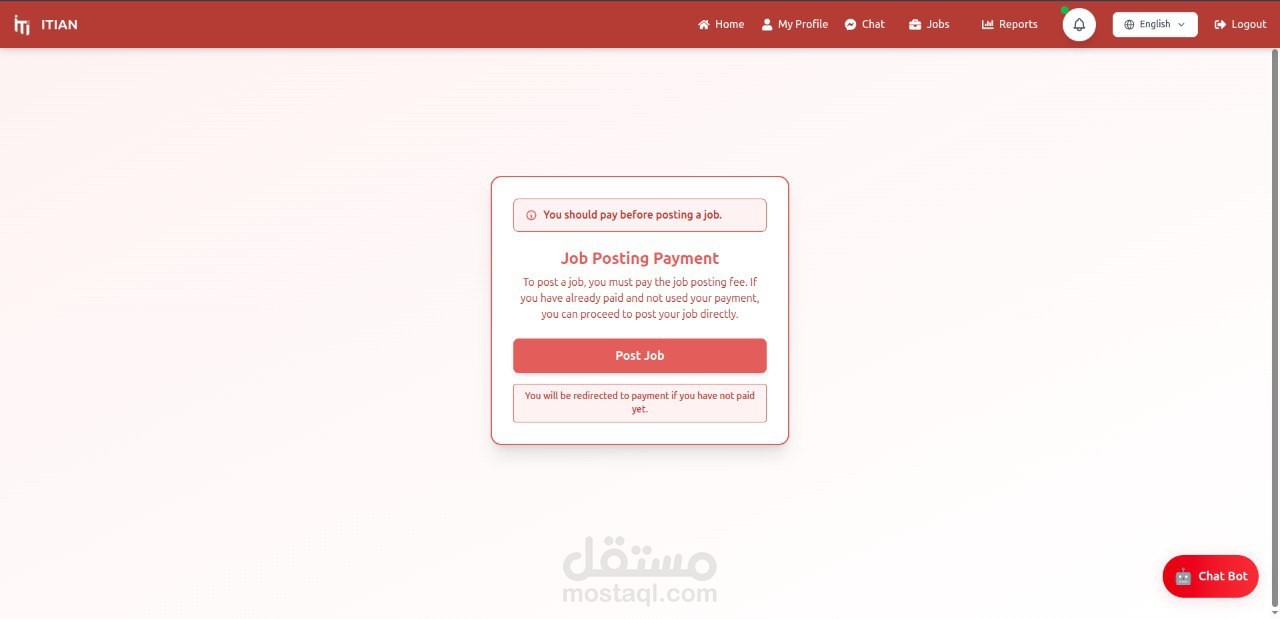 ITIAN
Home My Profile Chat Jobs Reports English Logout
You should pay before posting a job.
Job Posting Payment
To post a job, you must pay the job posting fee. If
you have already paid and not used your payment,
you can proceed to post your job directly.
Post Job
You will be redirected to payment if you have not paid
yet.
مستقل
mostaql.com
Chat Bot